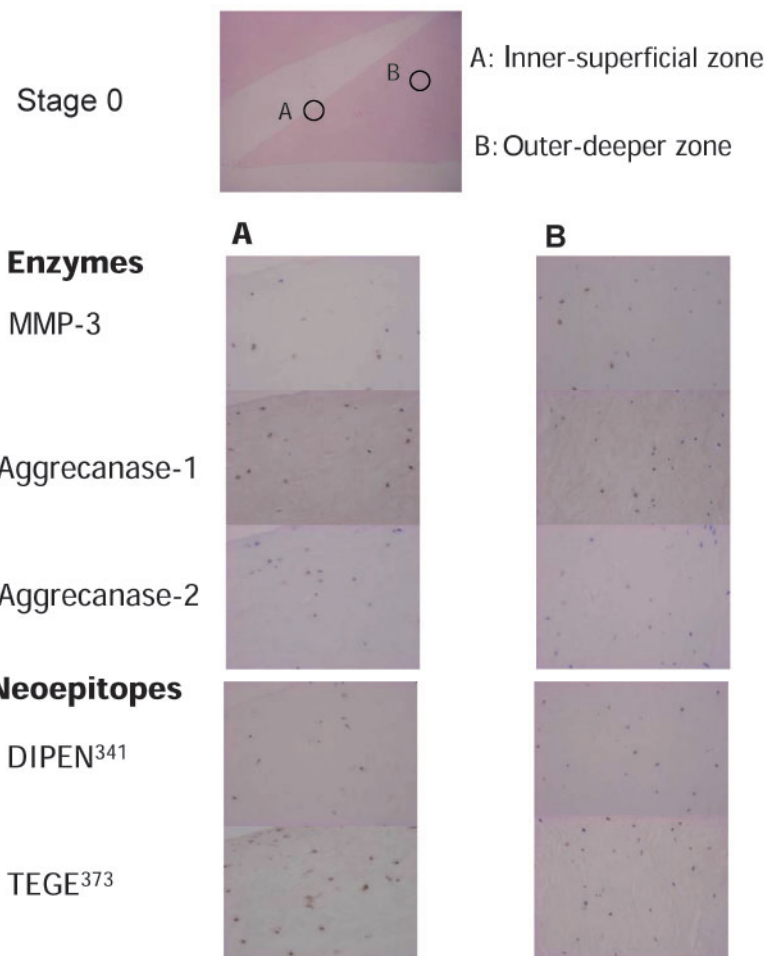 Stage 0
A
B
A: Inner-superficial zone
B: Outer-deeper zone
A
B
Enzymes
MMP-3
Aggrecanase-1
Aggrecanase-2
Neoepitopes
DIPEN³⁴¹
TEGE³⁷³